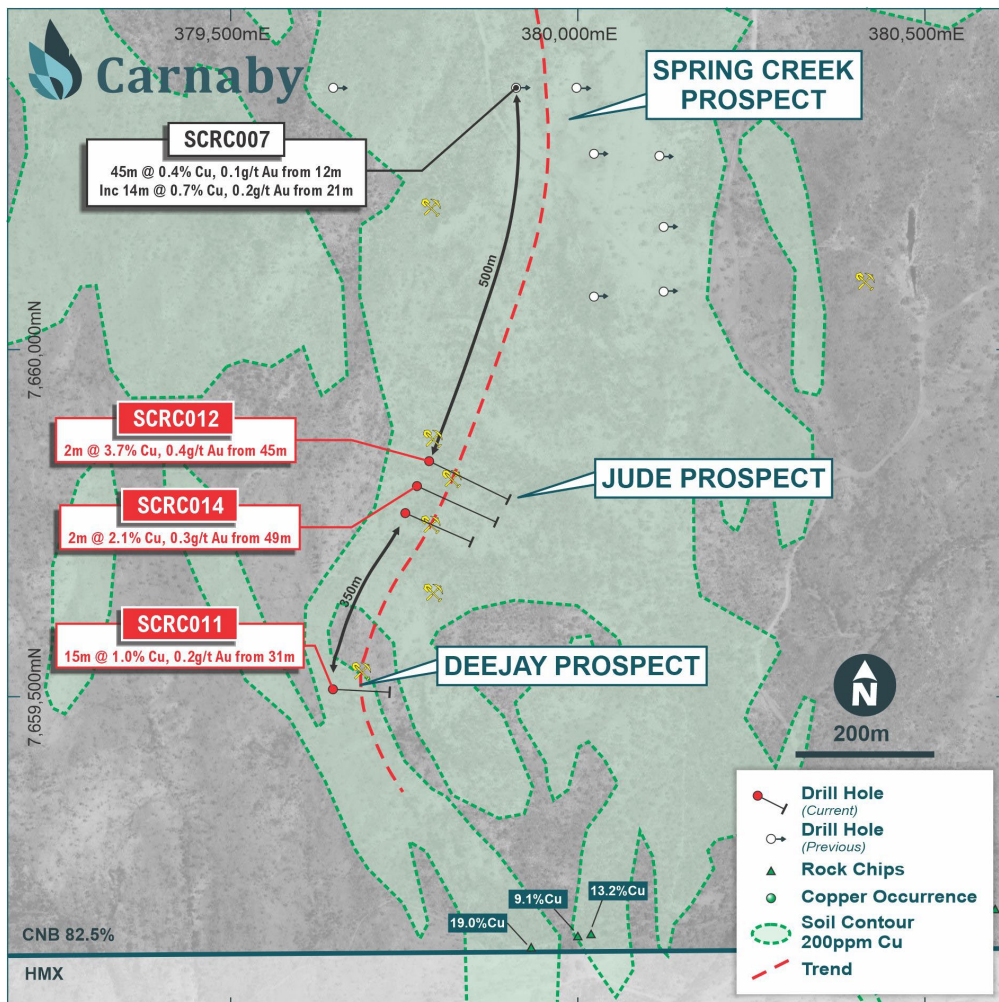 379,500mE
380,000mE
380,500mE
Carnaby
SPRING CREEK
PROSPECT
SCRC007
45m @ 0.4% Cu, 0.1g/t Au from 12m
Inc 14m @ 0.7% Cu, 0.2g/t Au from 21m
500m
7,660,000mN
SCRC012
2m @ 3.7% Cu, 0.4g/t Au from 45m
JUDE PROSPECT
SCRC014
2m @ 2.1% Cu, 0.3g/t Au from 49m
350m
SCRC011
15m @ 1.0% Cu, 0.2g/t Au from 31m
DEEJAY PROSPECT
7,659,500mN
N
200m
Drill Hole
(Current)
Drill Hole
(Previous)
Rock Chips
Copper Occurrence
Soil Contour
200ppm Cu
Trend
13.2%Cu
9.1%Cu
19.0%Cu
CNB 82.5%
HMX